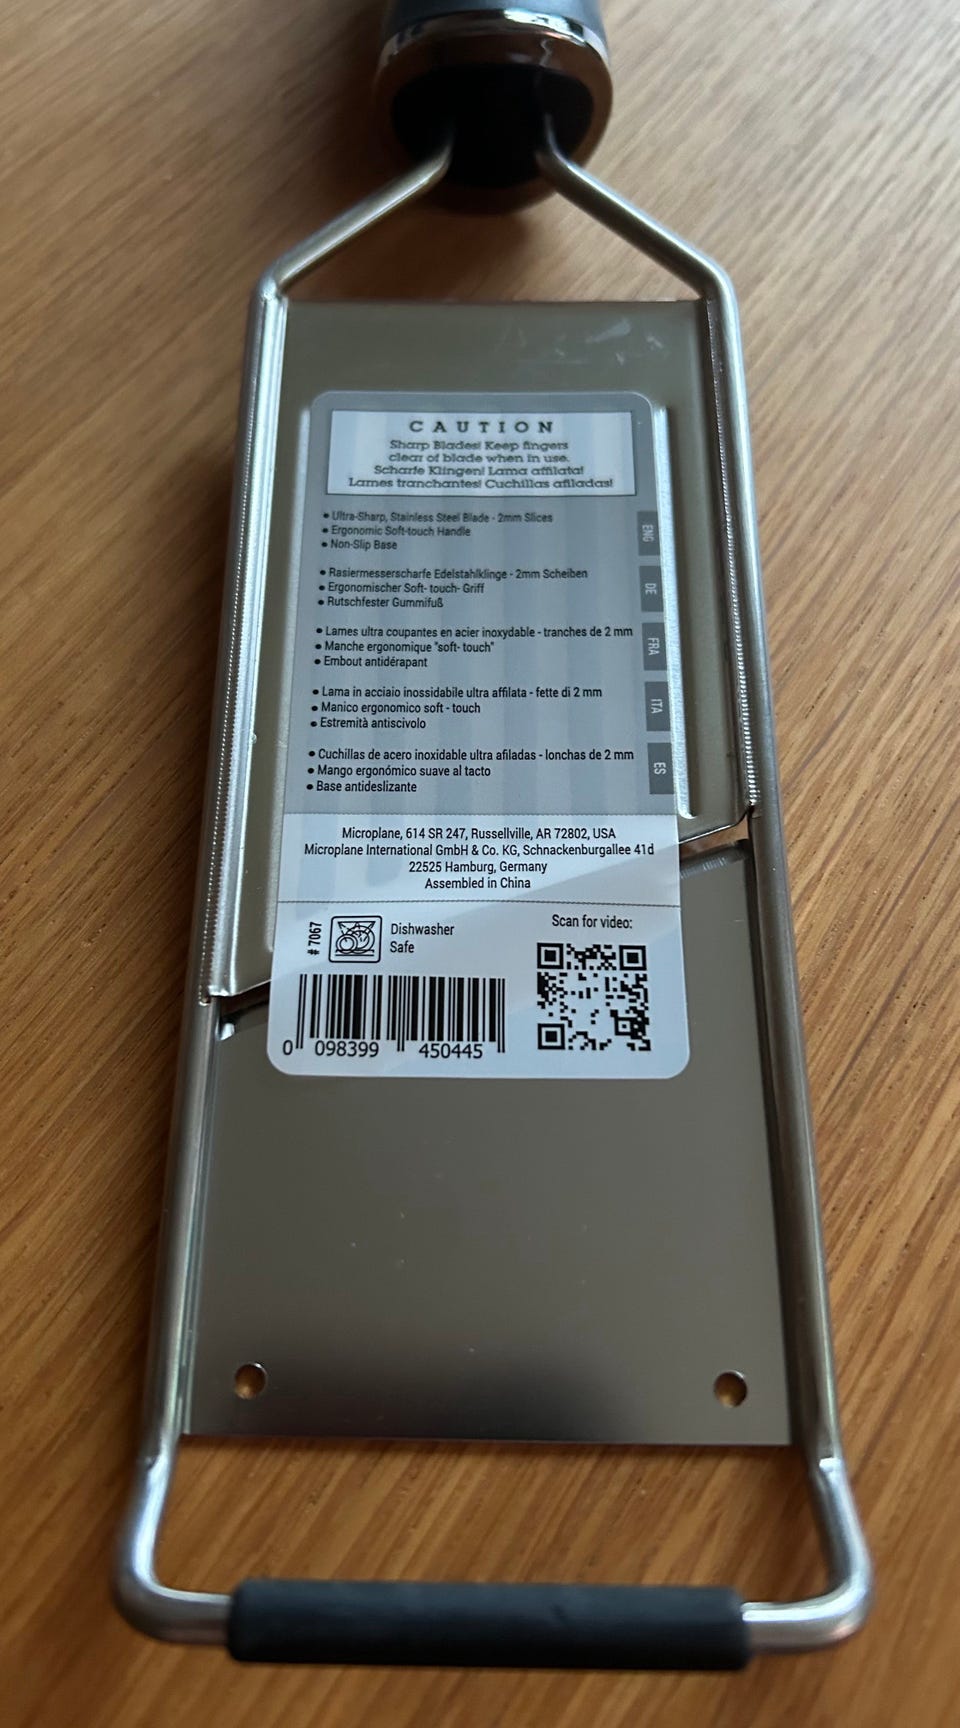 CAUTION
Sharp Blades! Keep fingers
clear of blade when in use.
Scharfe Klingen! Lama affilata!
Lames tranchantes! Cuchillas afiladas!
• Ultra-Sharp, Stainless Steel Blade - 2mm Slices
• Ergonomic Soft-touch Handle
• Non-Slip Base
ENG
• Rasiermesserscharfe Edelstahlklinge - 2mm Scheiben
• Ergonomischer Soft- touch- Griff
• Rutschfester Gummifuß
DE
• Lames ultra coupantes en acier inoxydable - tranches de 2 mm
• Manche ergonomique "soft- touch"
• Embout antidérapant
FRA
• Lama in acciaio inossidabile ultra affilata - fette di 2 mm
• Manico ergonomico soft - touch
• Estremità antiscivolo
ITA
• Cuchillas de acero inoxidable ultra afiladas - lonchas de 2 mm
• Mango ergonómico suave al tacto
• Base antideslizante
ES
Microplane, 614 SR 247, Russellville, AR 72802, USA
Microplane International GmbH & Co. KG, Schnackenburgallee 41d
22525 Hamburg, Germany
Assembled in China
# 7067
Dishwasher
Safe
Scan for video:
0 098399 450445